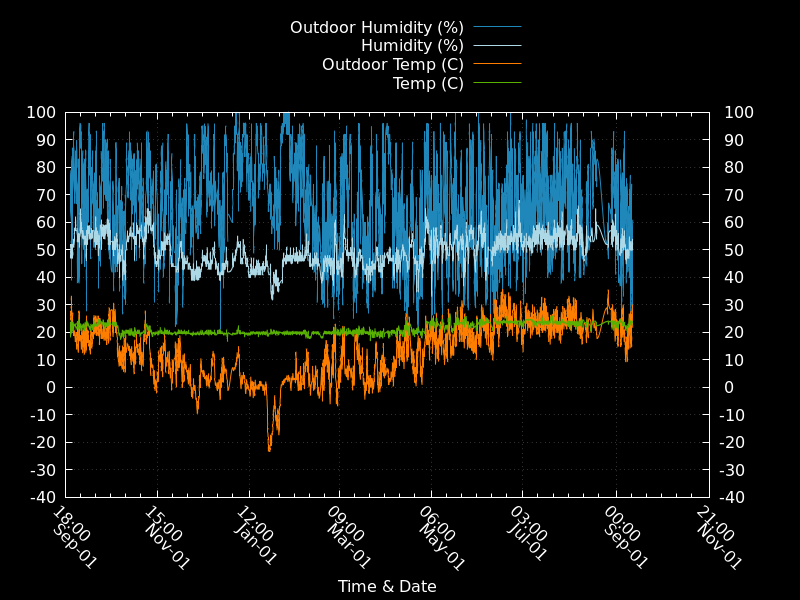 Outdoor Humidity (%)
Humidity (%)
Outdoor Temp (C)
Temp (C)
100 100
90 90
80 80
70 70
60 60
50 50
40 40
30 30
20 20
10 10
0 0
-10 -10
-20 -20
-30 -30
-40 -40
18:00
Sep-01
15:00
Nov-01
12:00
Jan-01
09:00
Mar-01
06:00
May-01
03:00
Jul-01
00:00
Sep-01
21:00
Nov-01
Time & Date